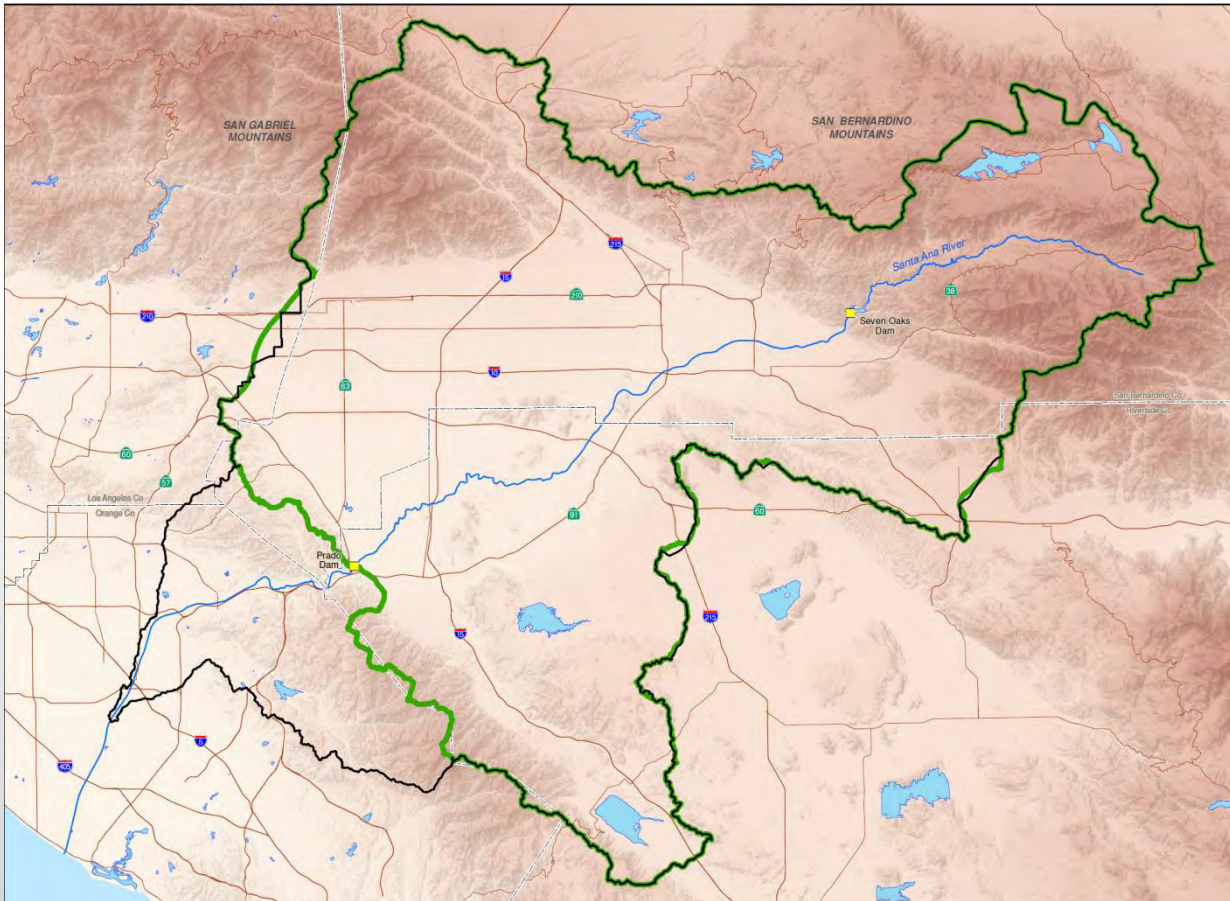 SAN GABRIEL
MOUNTAINS
SAN BERNARDINO
MOUNTAINS
215
Santa Ana River
15
38
210
210
Seven Oaks
Dam
10
83
San Bernardino Co
Riverside Co
60
57
Los Angeles Co
Orange Co
91
60
Prado
Dam
215
15
5
405